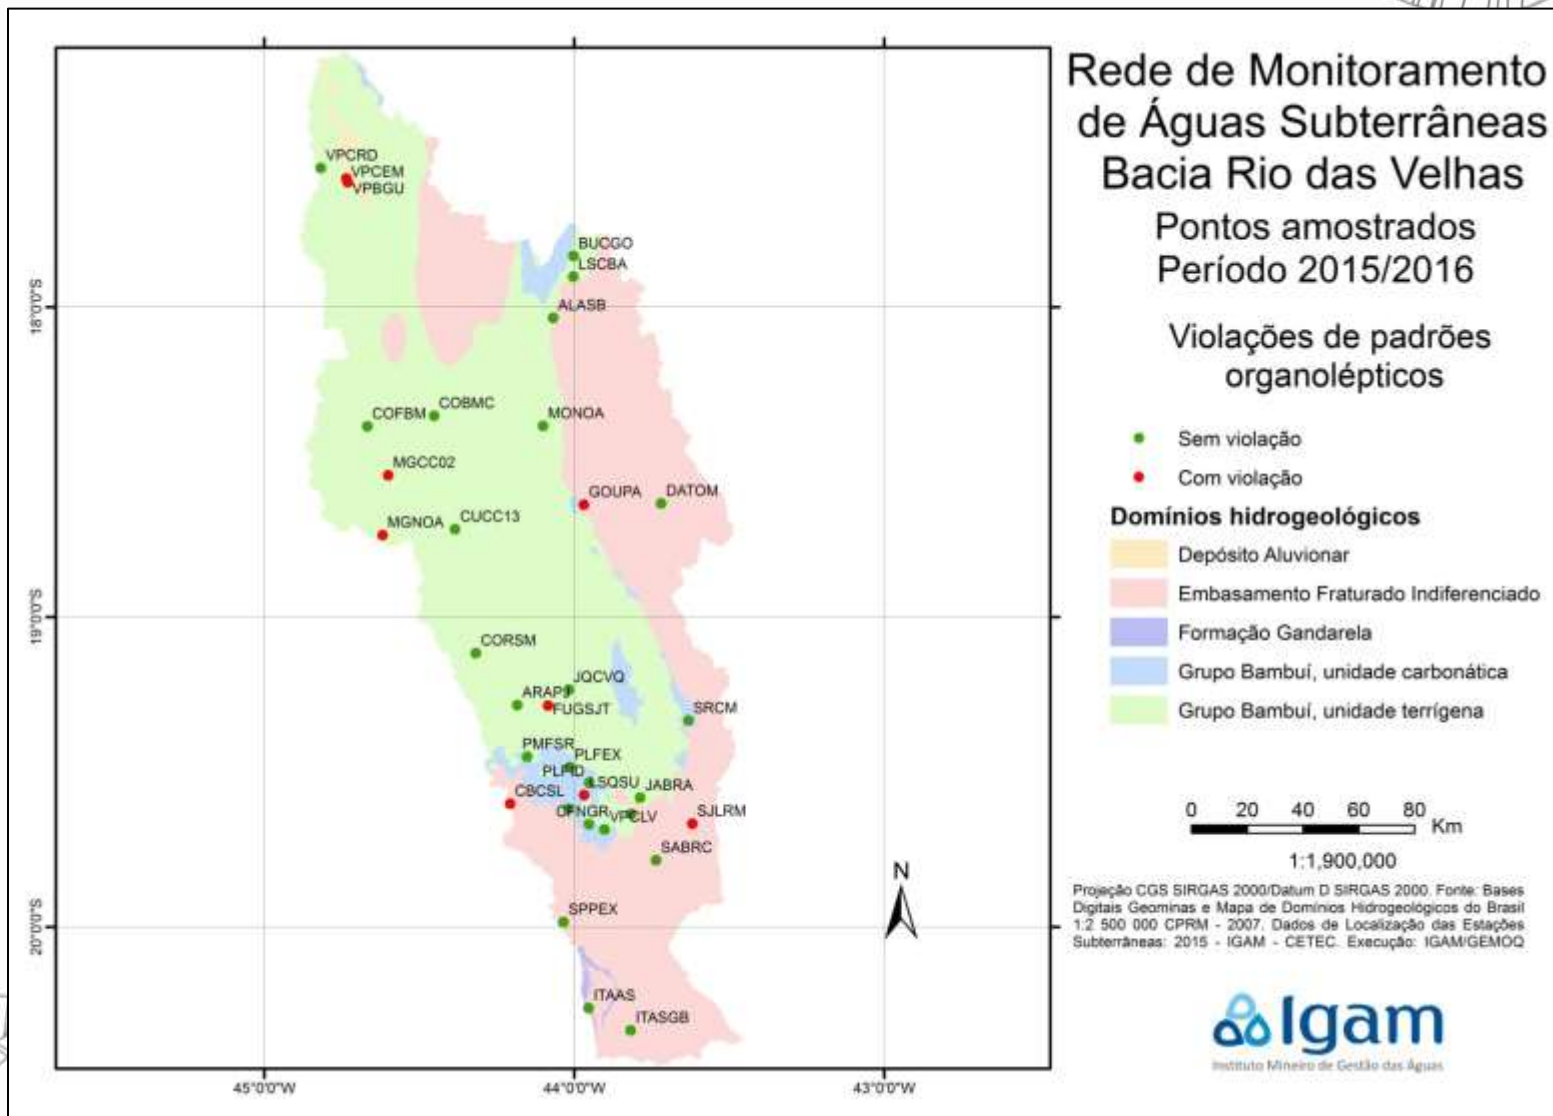 Rede de Monitoramento
de Águas Subterrâneas
Bacia Rio das Velhas
Pontos amostrados
Período 2015/2016
Violações de padrões
organolépticos
Sem violação
Com violação
Domínios hidrogeológicos
Depósito Aluvionar
Embasamento Fraturado Indiferenciado
Formação Gandarela
Grupo Bambuí, unidade carbonática
Grupo Bambuí, unidade terrígena
0 20 40 60 80
Km
1:1,900,000
Projeção CGS SIRGAS 2000/Datum D SIRGAS 2000. Fonte: Bases
Digitais Geominas e Mapa de Domínios Hidrogeológicos do Brasil
1:2 500 000 CPRM - 2007. Dados de Localização das Estações
Subterrâneas: 2015 - IGAM - CETEC. Execução: IGAM/GEMOQ
Igam
Instituto Mineiro de Gestão das Águas
N
VPCRD
VPCEM
VPBGU
BUCGO
LSCBA
ALASB
COFBM
COBMC
MONOA
MGCC02
GOUPA
DATOM
MGNOA
CUCC13
CORSM
JQCVQ
FUGSJT
SRCM
PMFSR
PLFEX
LSQSU
JABRA
CBCSL
CFNGR
VPCLV
SJLRM
SABRC
SPPEX
ITAAS
ITASGB
18°0'0"S
19°0'0"S
20°0'0"S
45°0'0"W
44°0'0"W
43°0'0"W